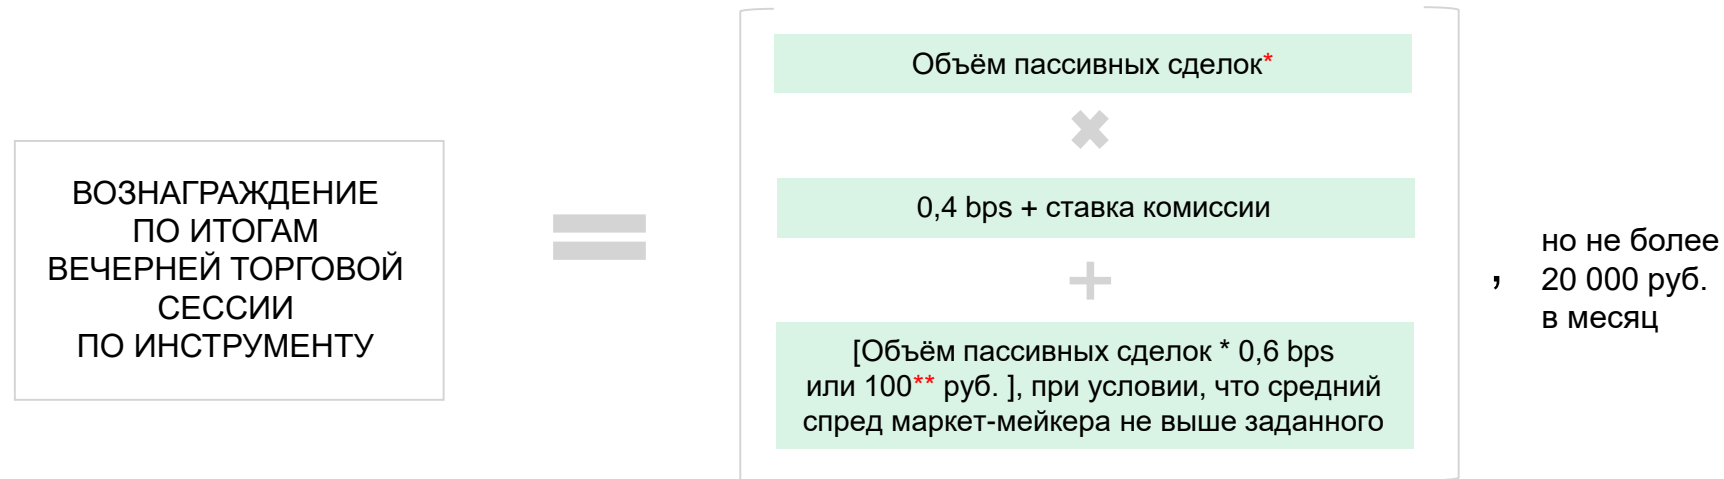 ВОЗНАГРАЖДЕНИЕ
ПО ИТОГАМ
ВЕЧЕРНЕЙ ТОРГОВОЙ
СЕССИИ
ПО ИНСТРУМЕНТУ
=
Объём пассивных сделок*
×
0,4 bps + ставка комиссии
+
[Объём пассивных сделок * 0,6 bps
или 100** руб. ], при условии, что средний
спред маркет-мейкера не выше заданного
,
но не более
20 000 руб.
в месяц